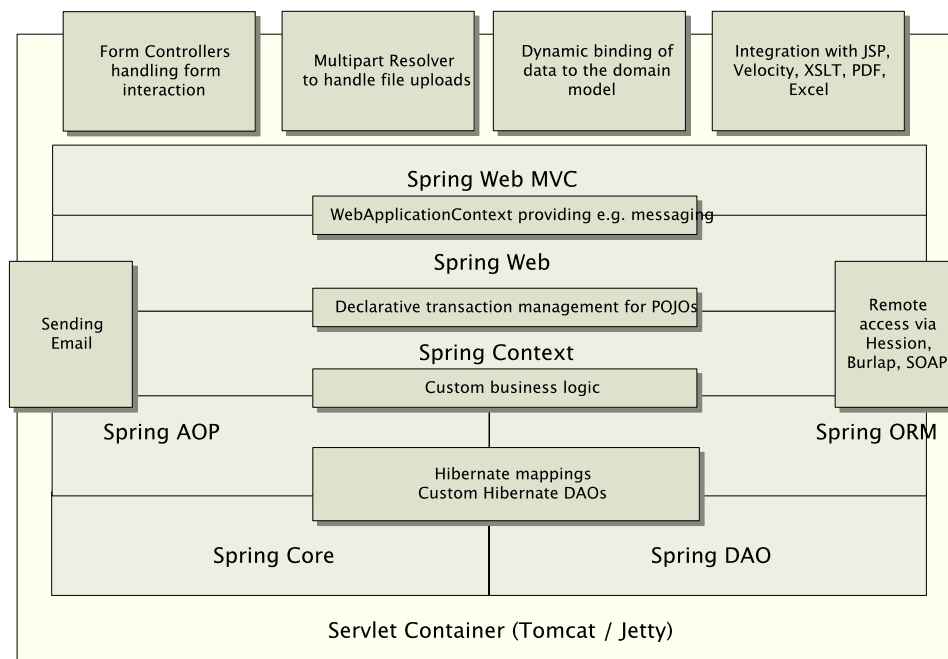 Form Controllers
handling form
interaction
Multipart Resolver
to handle file uploads
Dynamic binding of
data to the domain
model
Integration with JSP,
Velocity, XSLT, PDF,
Excel
Spring Web MVC
WebApplicationContext providing e.g. messaging
Spring Web
Sending
Email
Declarative transaction management for POJOs
Remote
access via
Hession,
Burlap, SOAP
Spring Context
Custom business logic
Spring AOP
Spring ORM
Hibernate mappings
Custom Hibernate DAOs
Spring Core
Spring DAO
Servlet Container (Tomcat / Jetty)